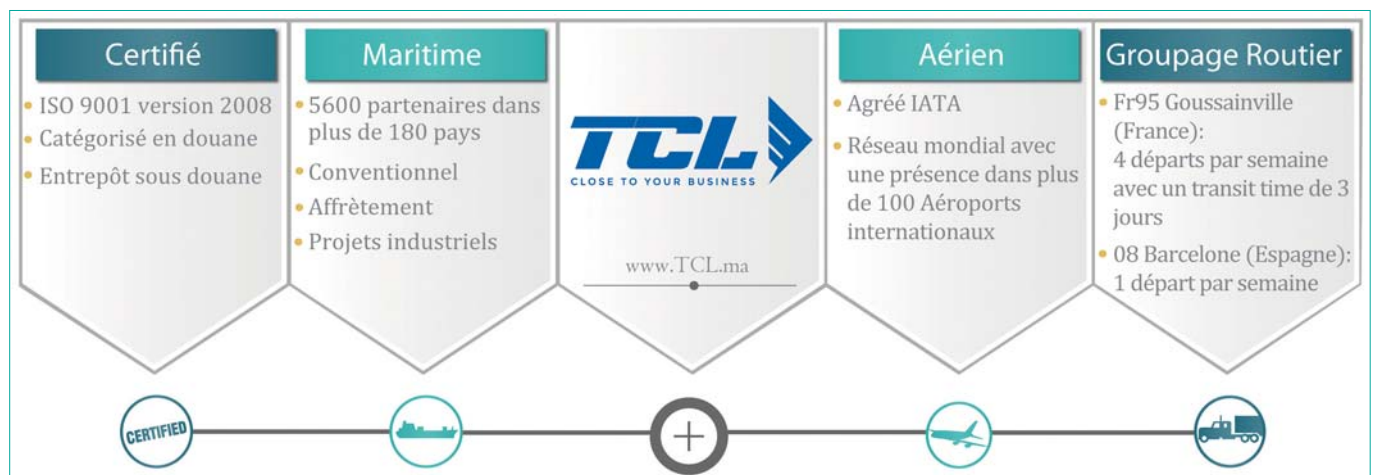 Certifié
ISO 9001 version 2008
Catégorisé en douane
Entrepôt sous douane
Maritime
5600 partenaires dans
plus de 180 pays
Conventionnel
Affrètement
Projets industriels
TCL
CLOSE TO YOUR BUSINESS
www.TCL.ma
Aérien
Agréé IATA
Réseau mondial avec
une présence dans plus
de 100 Aéroports
internationaux
Groupage Routier
Fr95 Goussainville
(France):
4 départs par semaine
avec un transit time de 3
jours
08 Barcelone (Espagne):
1 départ par semaine
CERTIFIED